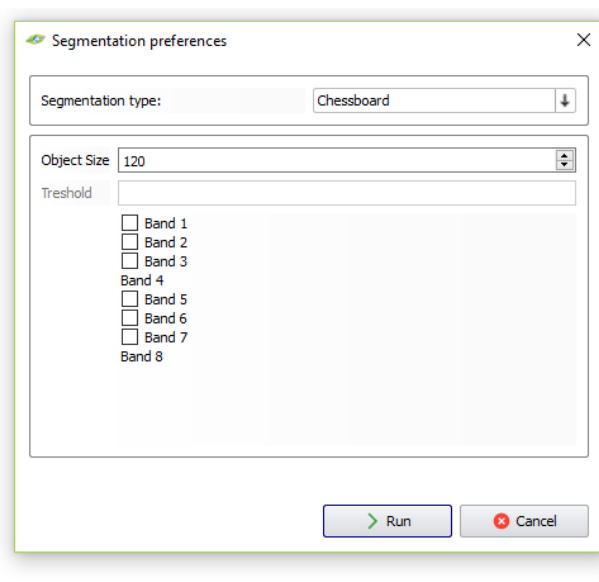 Segmentation preferences
Segmentation type: Chessboard
Object Size 120
Treshold
Band 1
Band 2
Band 3
Band 4
Band 5
Band 6
Band 7
Band 8
Run Cancel